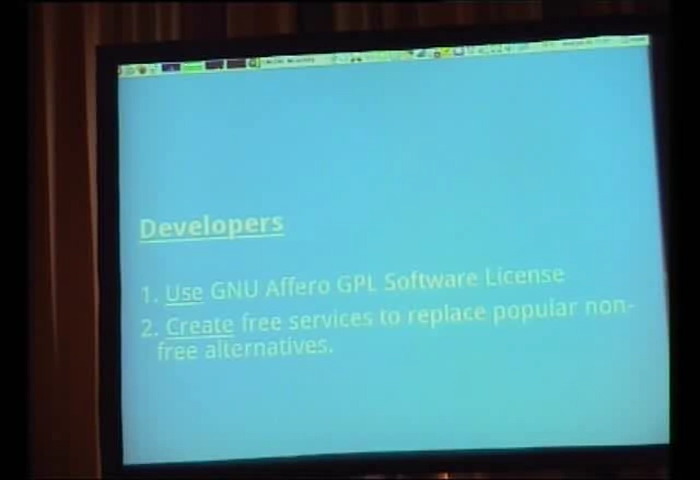 Developers
1. Use GNU Affero GPL Software License
2. Create free services to replace popular non-
free alternatives.